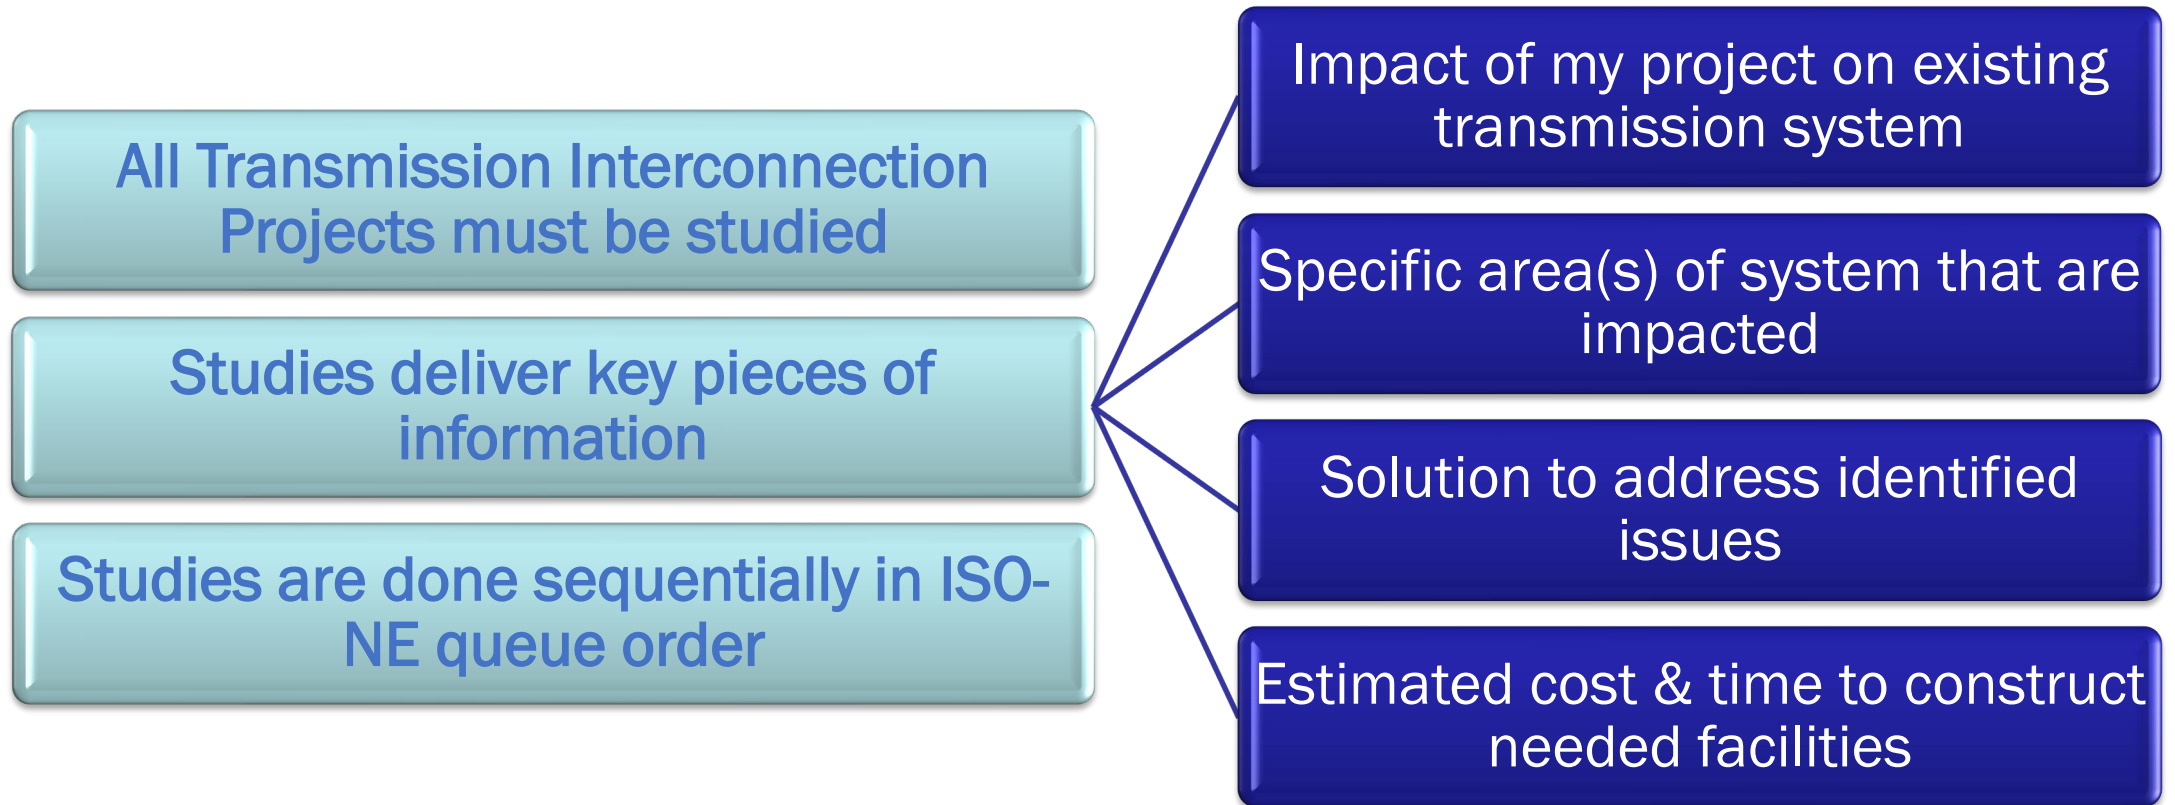 All Transmission Interconnection
Projects must be studied
Studies deliver key pieces of
information
Studies are done sequentially in ISO-
NE queue order
Impact of my project on existing
transmission system
Specific area(s) of system that are
impacted
Solution to address identified
issues
Estimated cost & time to construct
needed facilities